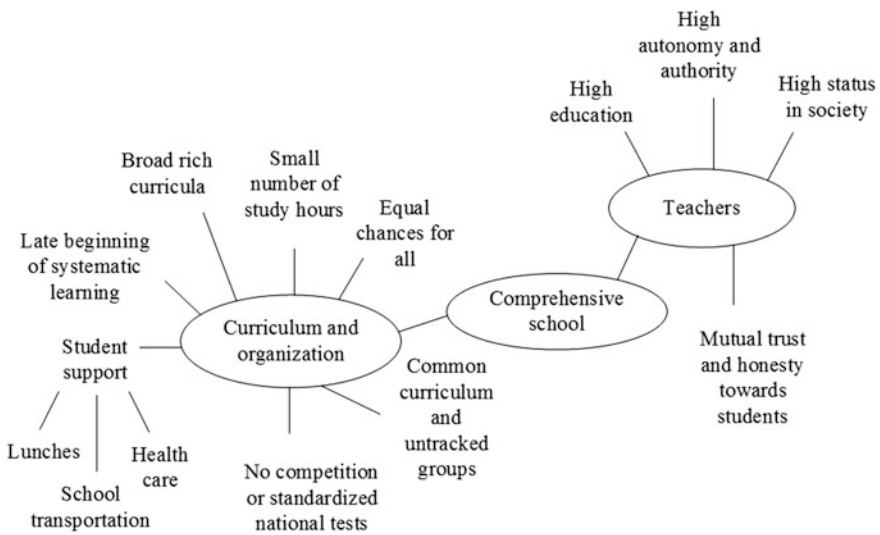 High
autonomy and
authority
High
education
High status
in society
Teachers
Mutual trust
and honesty
towards
students
Comprehensive
school
Broad rich
curricula
Small
number of
study hours
Equal
chances for
all
Late beginning
of systematic
learning
Curriculum and
organization
Student
support
Lunches
School
transportation
Health
care
No competition
or standardized
national tests
Common
curriculum
and
untracked
groups